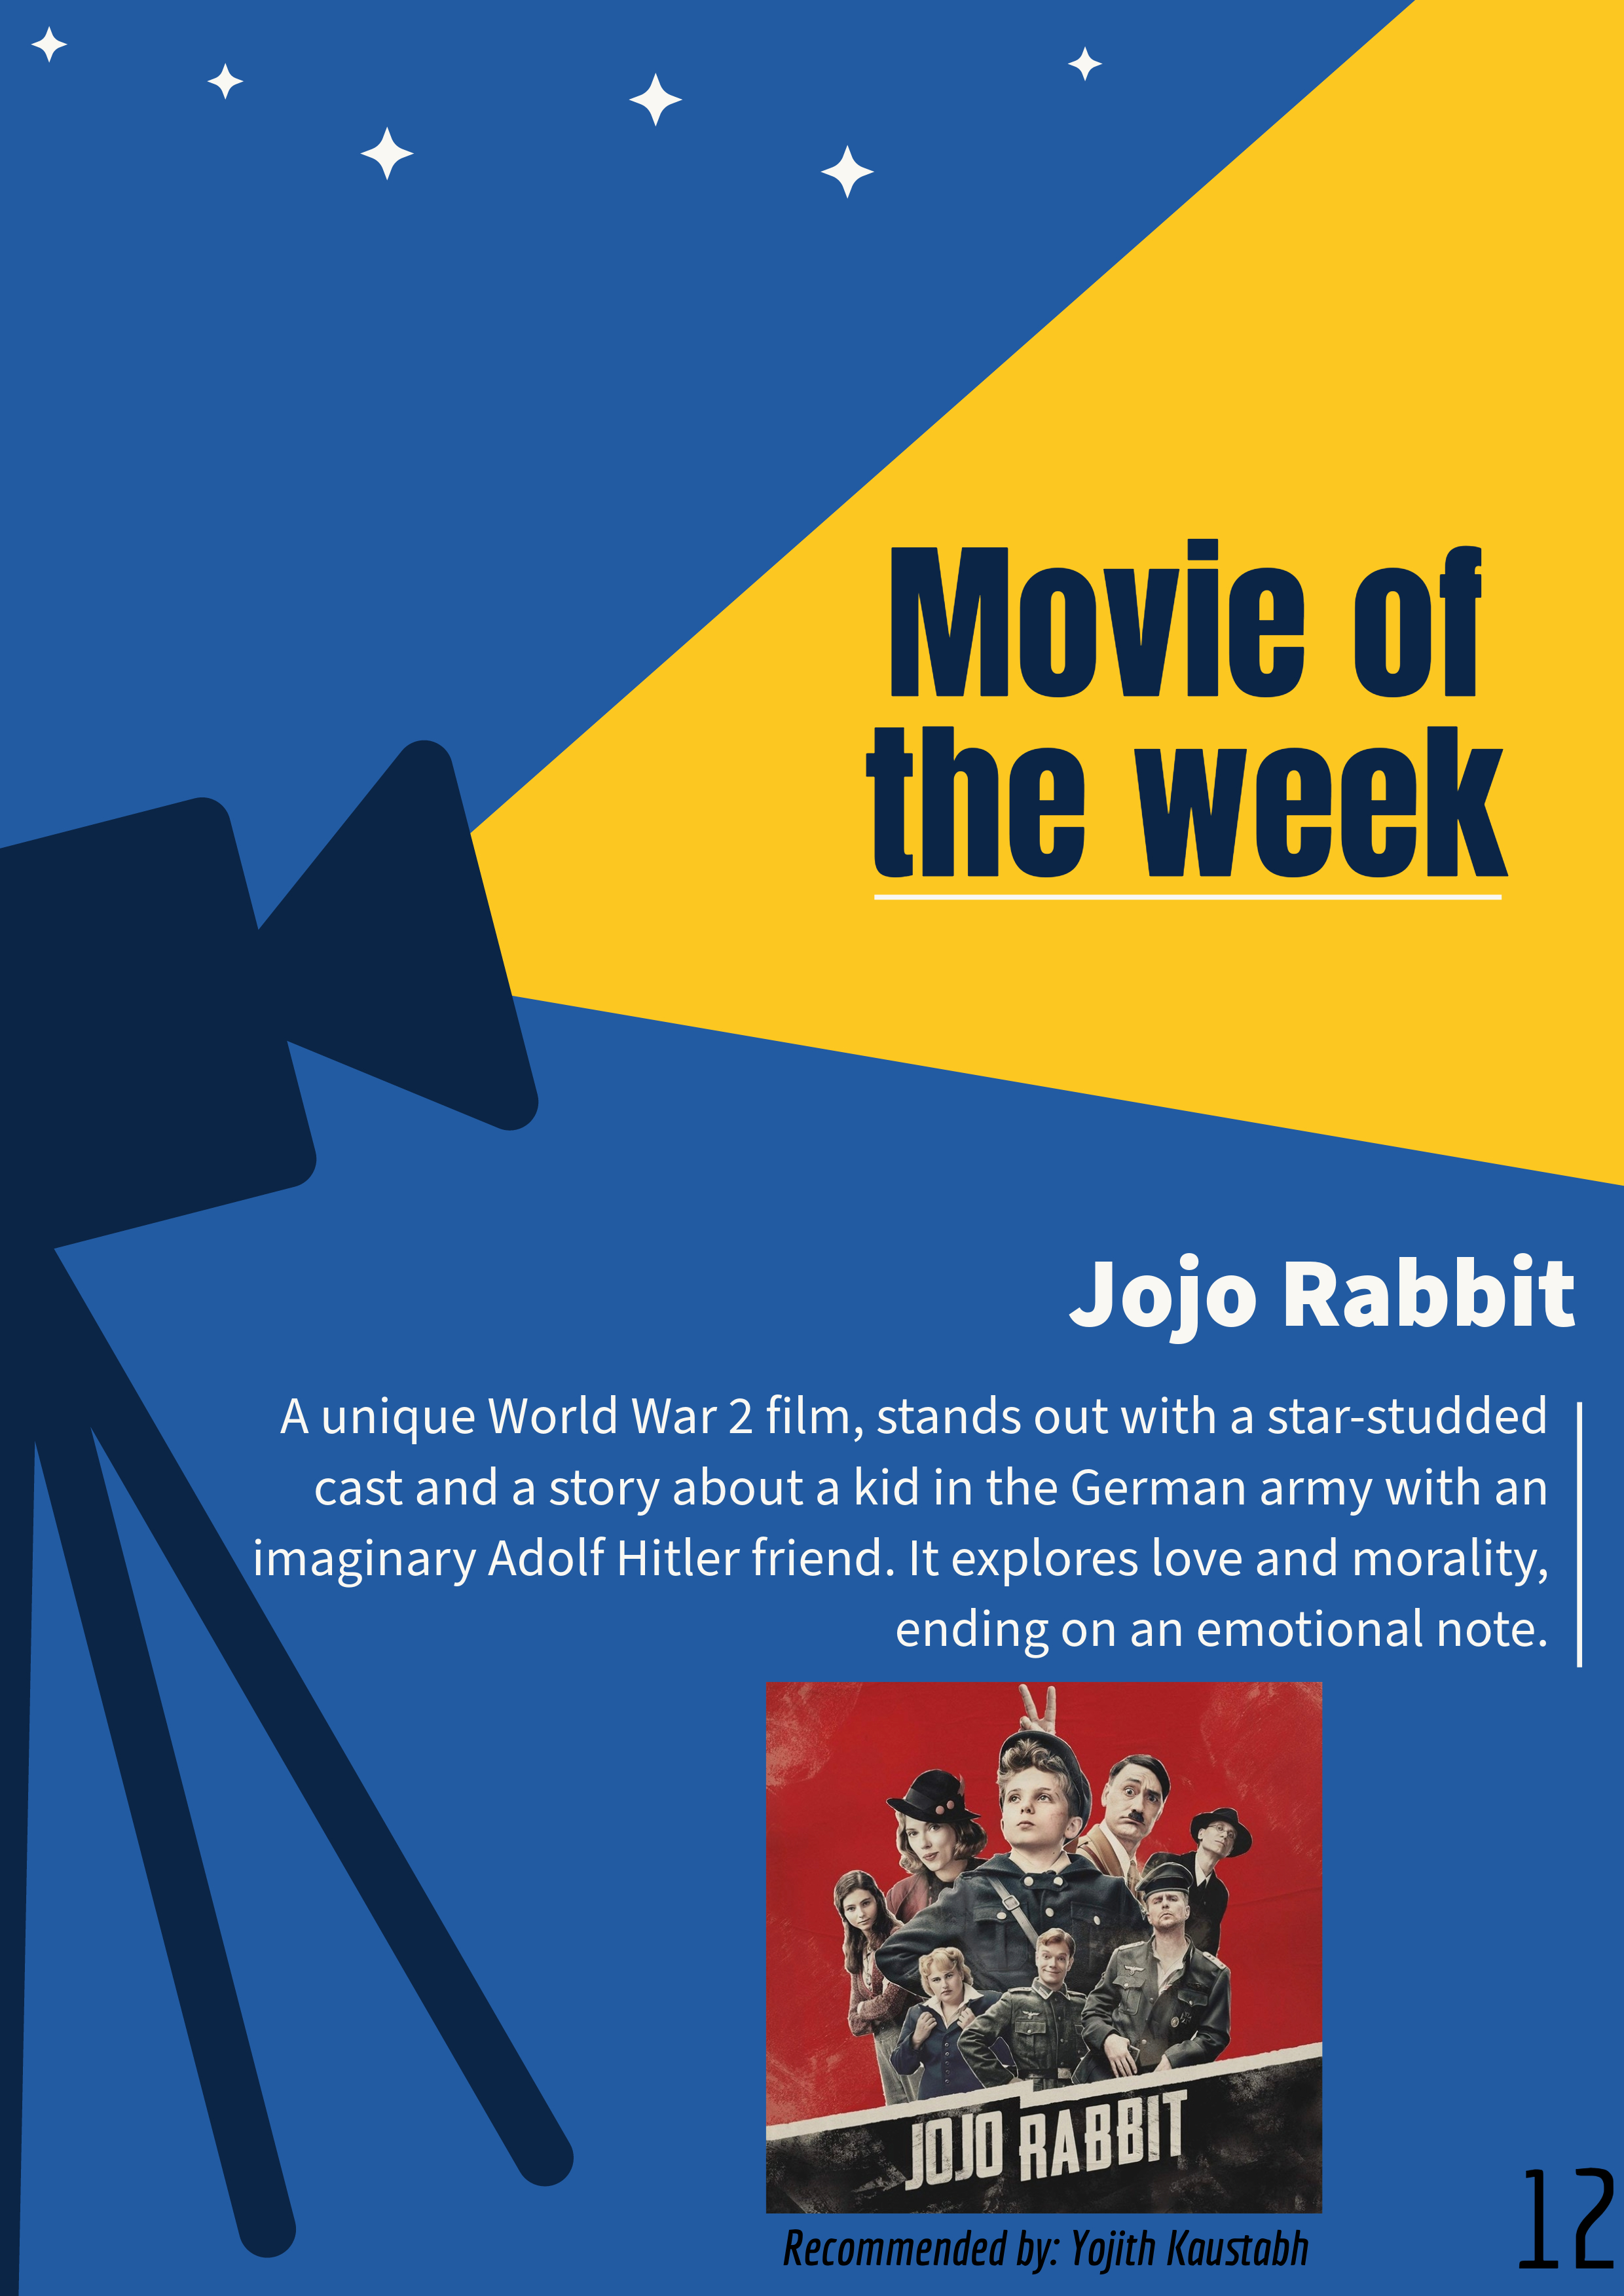 Movie of
the week
Jojo Rabbit
A unique World War 2 film, stands out with a star-studded
cast and a story about a kid in the German army with an
imaginary Adolf Hitler friend. It explores love and morality,
ending on an emotional note.
JOJO RABBIT
Recommended by: Yojith Kaustabh
12